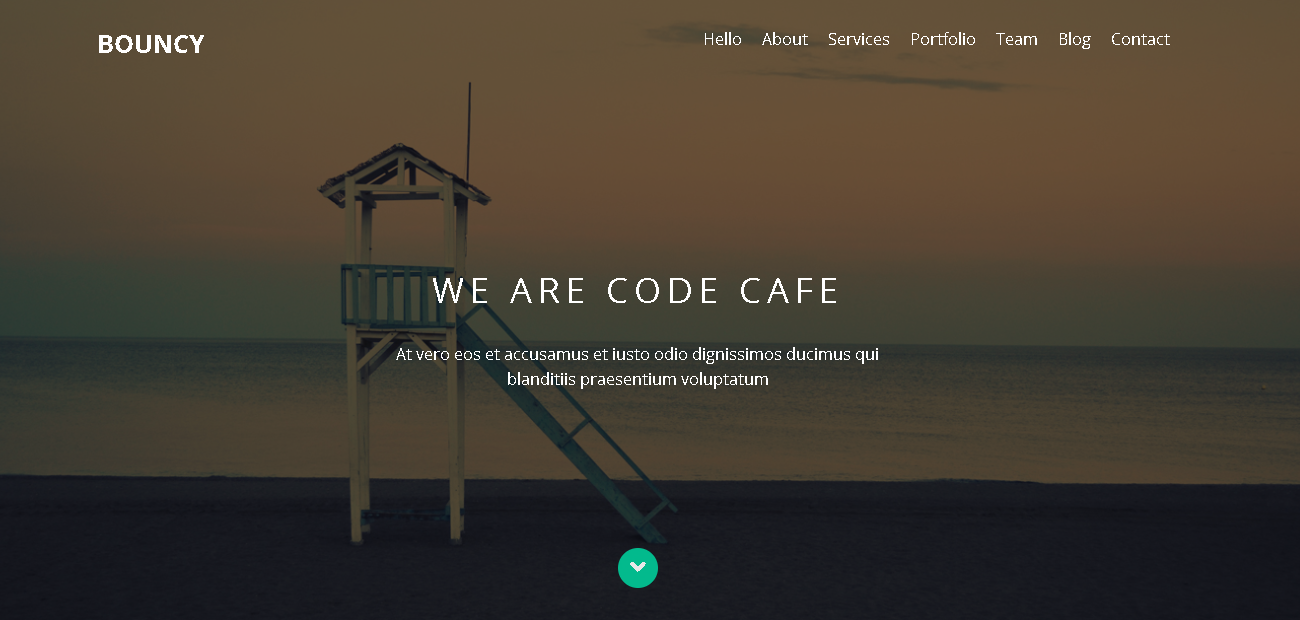 BOUNCY
Hello About Services Portfolio Team Blog Contact
WE ARE CODE CAFE
At vero eos et accusamus et iusto odio dignissimos ducimus qui
blanditiis praesentium voluptatum